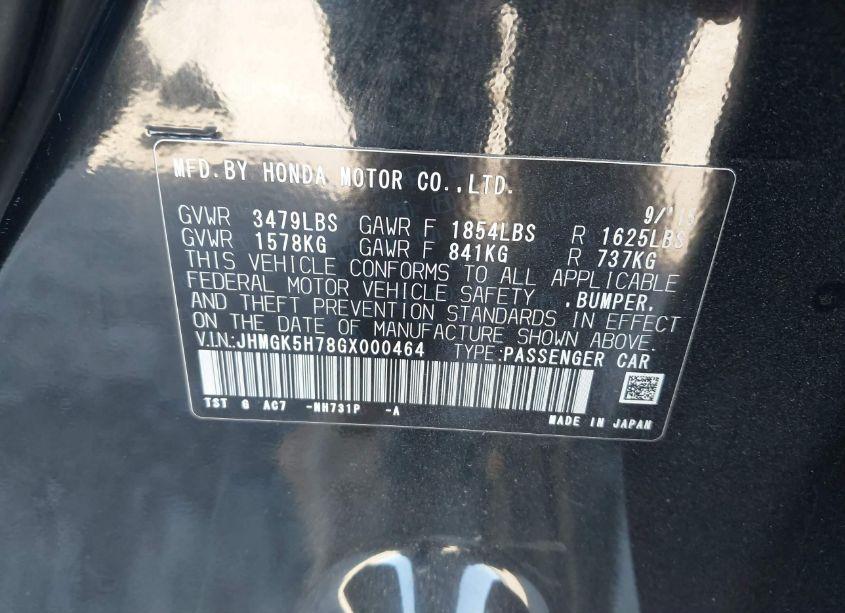 MFD.BY HONDA MOTOR CO.,LTD.
GVWR 3479LBS GAWR F 1854LBS R 1625LBS
GVWR 1578KG GAWR F 841KG R 737KG
THIS VEHICLE CONFORMS TO ALL APPLICABLE
FEDERAL MOTOR VEHICLE SAFETY ,BUMPER,
AND THEFT PREVENTION STANDARDS IN EFFECT
ON THE DATE OF MANUFACTURE SHOWN ABOVE.
V.I.N:JHMGK5H78GX000464 TYPE:PASSENGER CAR
TST G AC7 -NH731P -A
MADE IN JAPAN